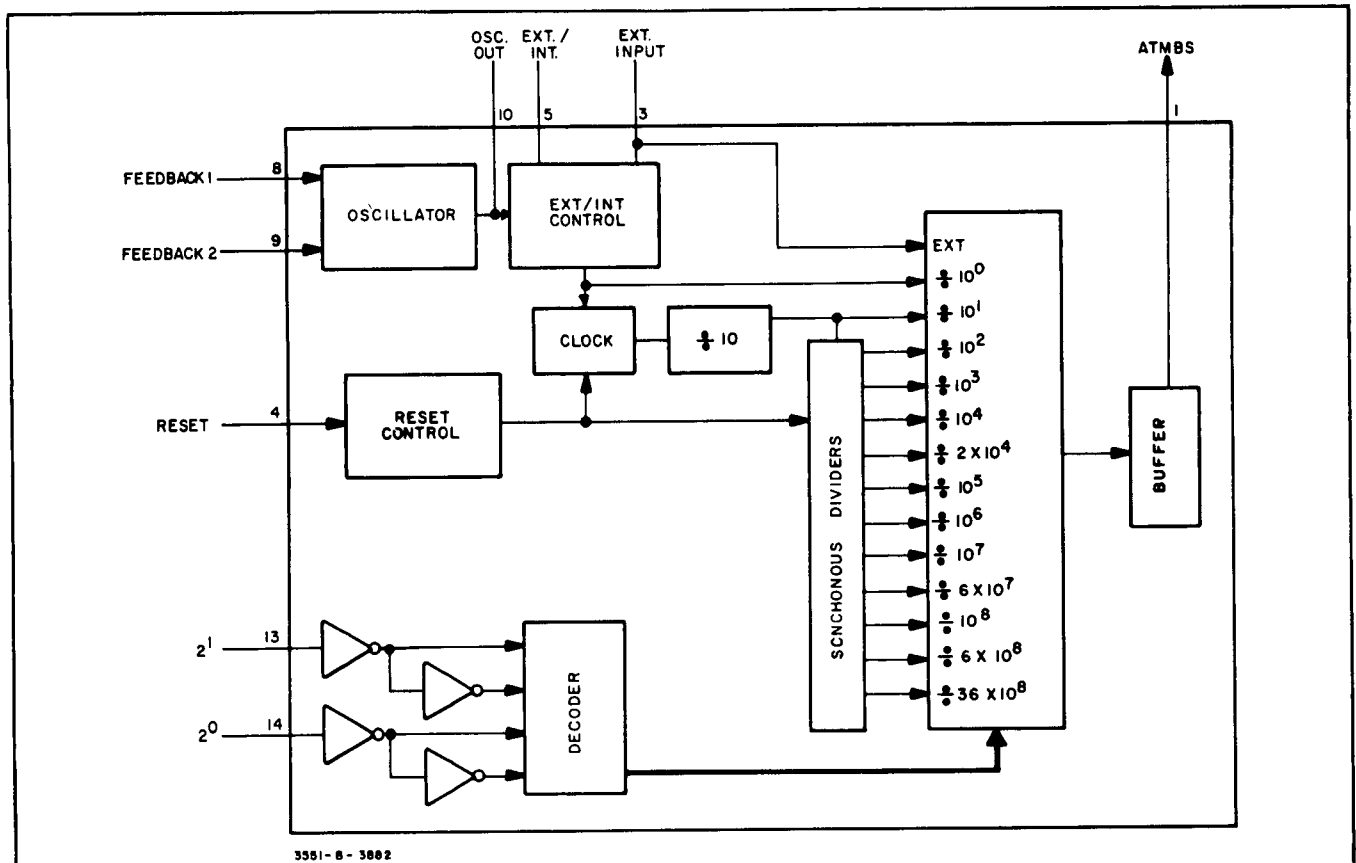 OSC. OUT
EXT./ INT.
EXT. INPUT
ATMBS
10
5
3
1
FEEDBACK 1
8
OSCILLATOR
EXT/INT CONTROL
FEEDBACK 2
9
EXT
÷ 10⁰
÷ 10¹
÷ 10²
÷ 10³
÷ 10⁴
÷ 2 X 10⁴
÷ 10⁵
÷ 10⁶
÷ 10⁷
÷ 6 X 10⁷
÷ 10⁸
÷ 6 X 10⁸
÷ 36 X 10⁸
CLOCK
÷ 10
RESET
4
RESET CONTROL
SCNCHONOUS DIVIDERS
BUFFER
2¹
13
2⁰
14
DECODER
3551-B-3882